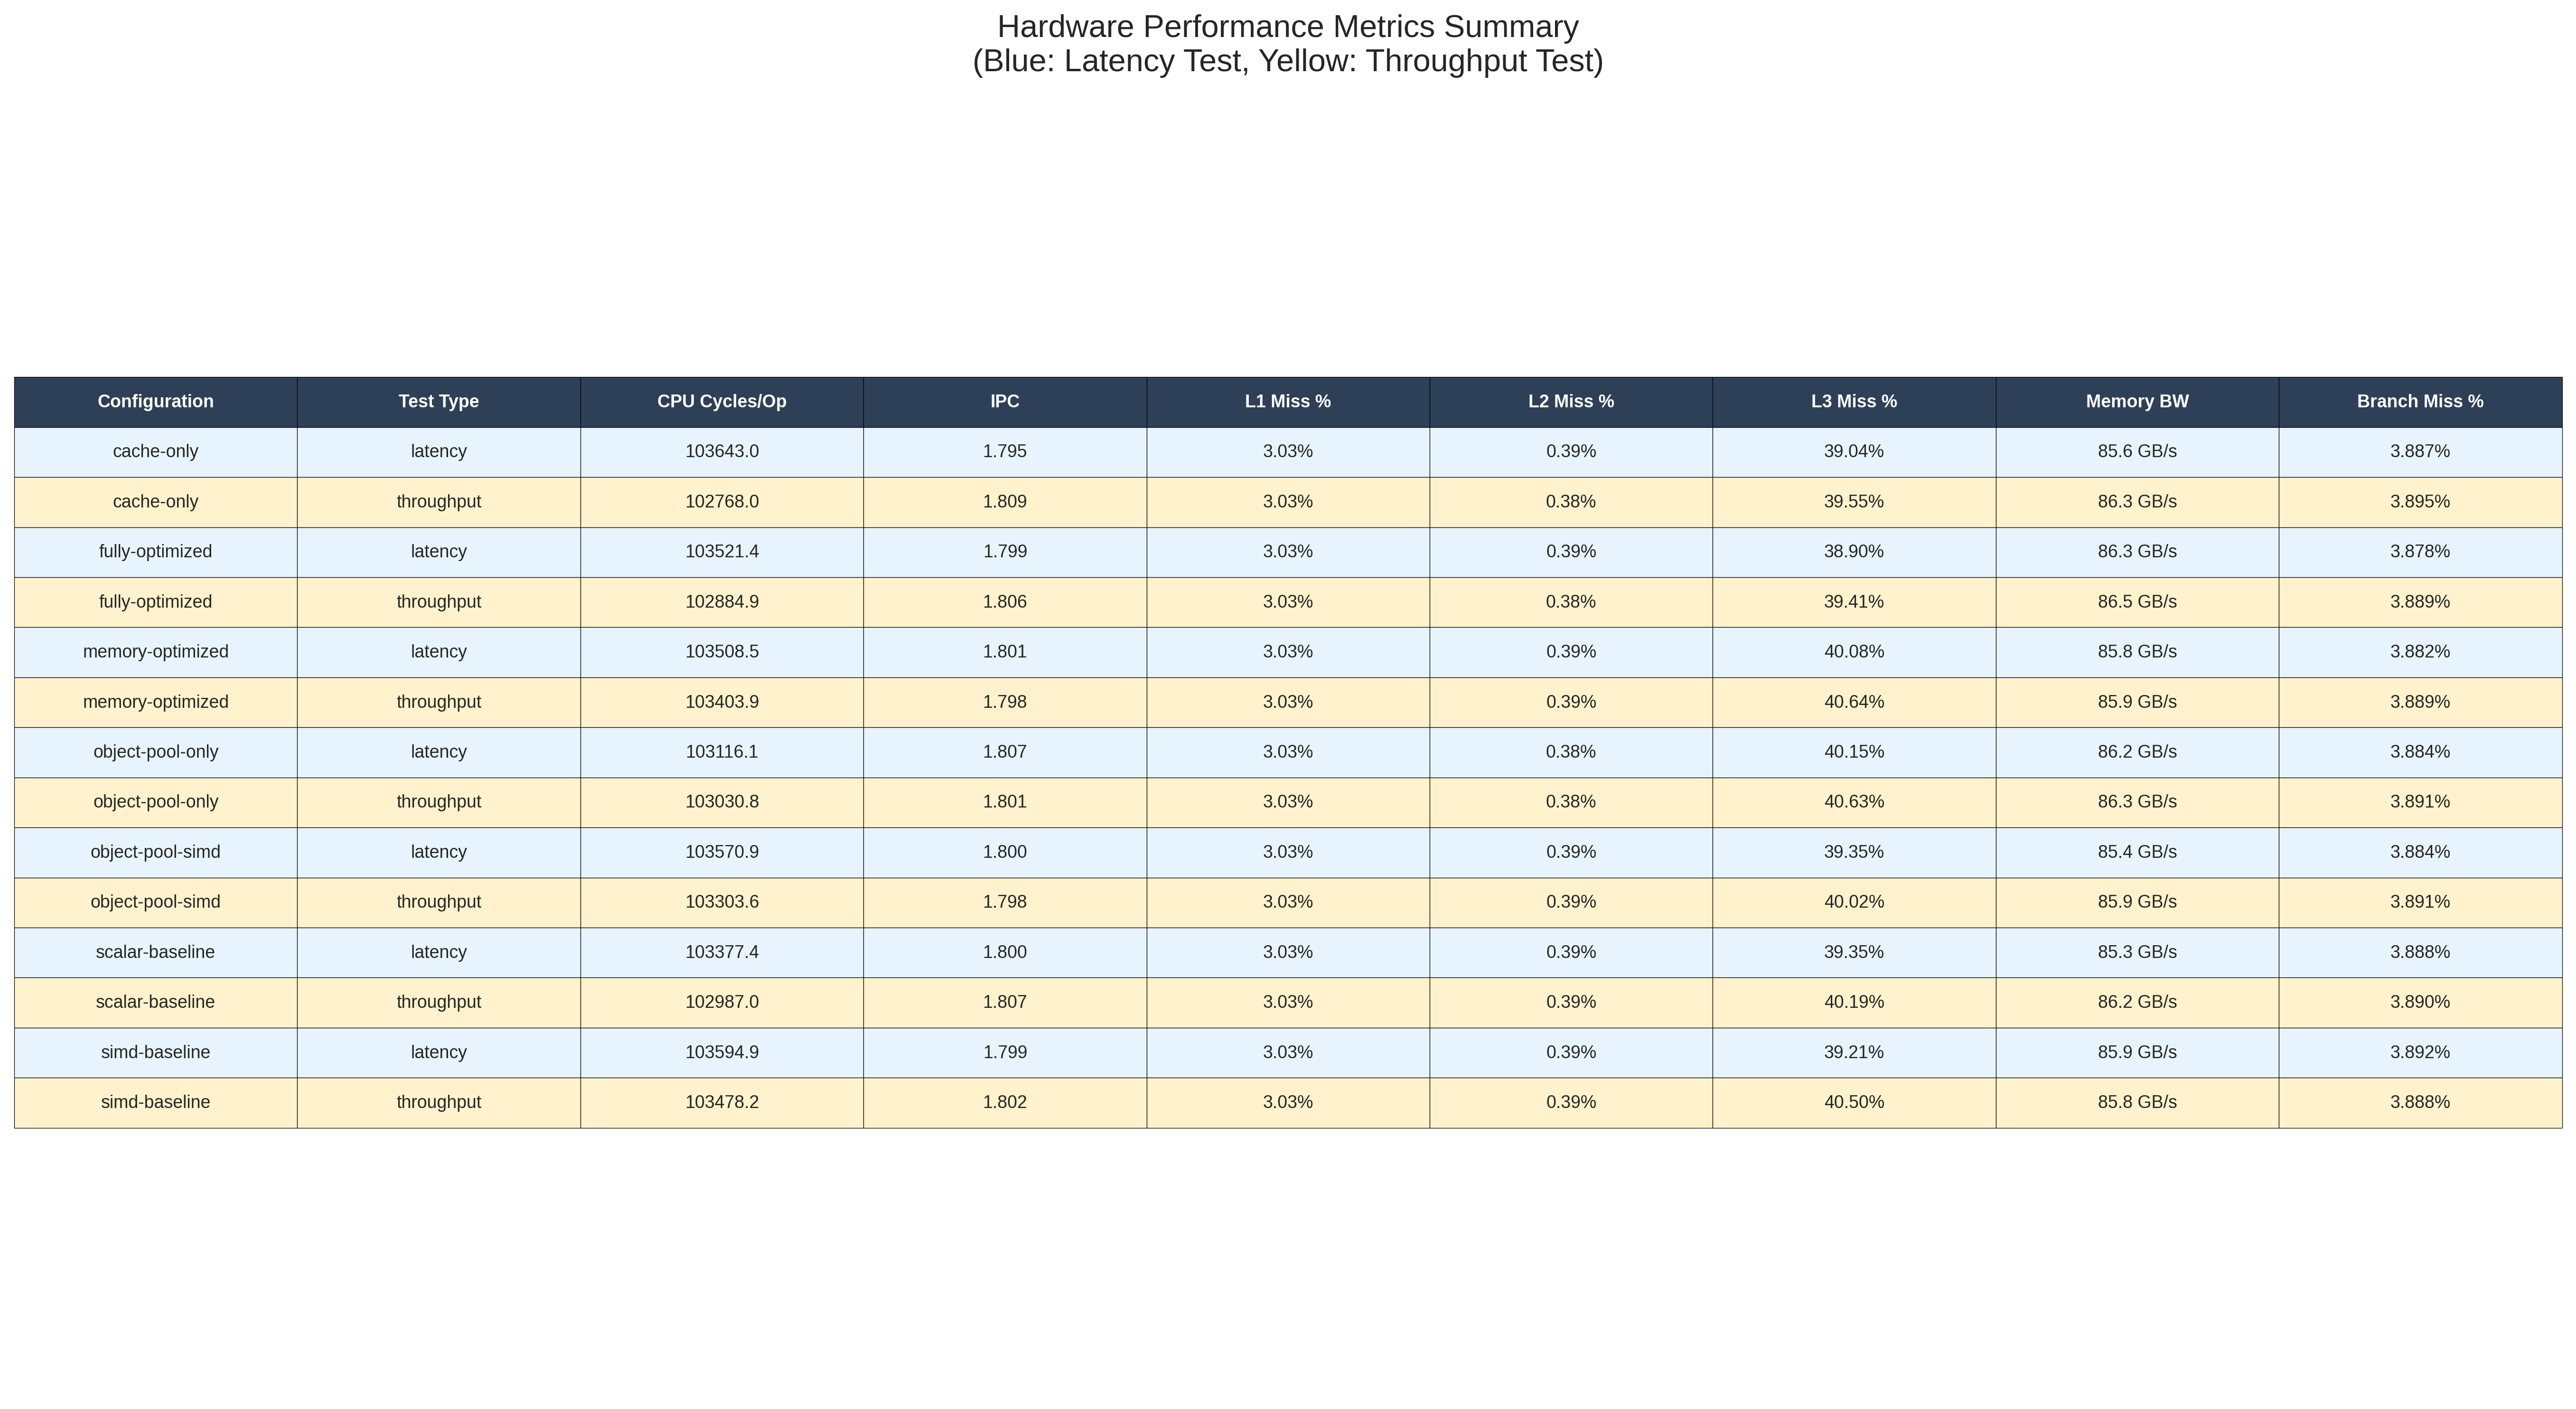 Hardware Performance Metrics Summary
(Blue: Latency Test, Yellow: Throughput Test)
Configuration Test Type CPU Cycles/Op IPC L1 Miss % L2 Miss % L3 Miss % Memory BW Branch Miss %
cache-only latency 103643.0 1.795 3.03% 0.39% 39.04% 85.6 GB/s 3.887%
cache-only throughput 102768.0 1.809 3.03% 0.38% 39.55% 86.3 GB/s 3.895%
fully-optimized latency 103521.4 1.799 3.03% 0.39% 38.90% 86.3 GB/s 3.878%
fully-optimized throughput 102884.9 1.806 3.03% 0.38% 39.41% 86.5 GB/s 3.889%
memory-optimized latency 103508.5 1.801 3.03% 0.39% 40.08% 85.8 GB/s 3.882%
memory-optimized throughput 103403.9 1.798 3.03% 0.39% 40.64% 85.9 GB/s 3.889%
object-pool-only latency 103116.1 1.807 3.03% 0.38% 40.15% 86.2 GB/s 3.884%
object-pool-only throughput 103030.8 1.801 3.03% 0.38% 40.63% 86.3 GB/s 3.891%
object-pool-simd latency 103570.9 1.800 3.03% 0.39% 39.35% 85.4 GB/s 3.884%
object-pool-simd throughput 103303.6 1.798 3.03% 0.39% 40.02% 85.9 GB/s 3.891%
scalar-baseline latency 103377.4 1.800 3.03% 0.39% 39.35% 85.3 GB/s 3.888%
scalar-baseline throughput 102987.0 1.807 3.03% 0.39% 40.19% 86.2 GB/s 3.890%
simd-baseline latency 103594.9 1.799 3.03% 0.39% 39.21% 85.9 GB/s 3.892%
simd-baseline throughput 103478.2 1.802 3.03% 0.39% 40.50% 85.8 GB/s 3.888%